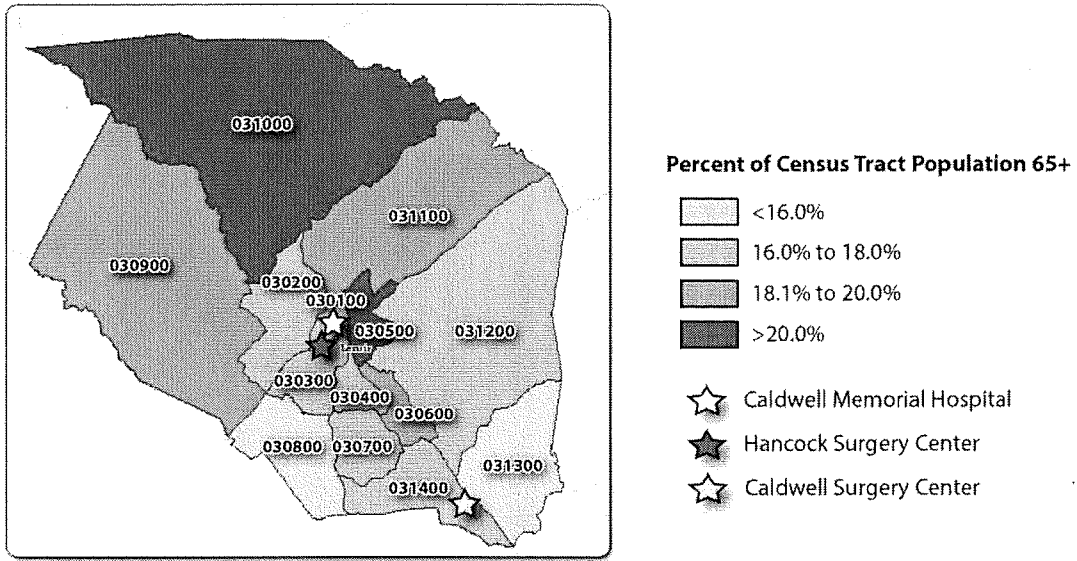 031000
031100
030900
030200
030100
030500
031200
Lenoir
030300
030400
030600
030800
030700
031300
031400
Percent of Census Tract Population 65+
<16.0%
16.0% to 18.0%
18.1% to 20.0%
>20.0%
Caldwell Memorial Hospital
Hancock Surgery Center
Caldwell Surgery Center